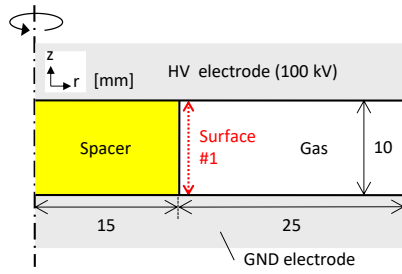 z
r
[mm]
HV electrode (100 kV)
Spacer
Surface
#1
Gas
10
15
25
GND electrode